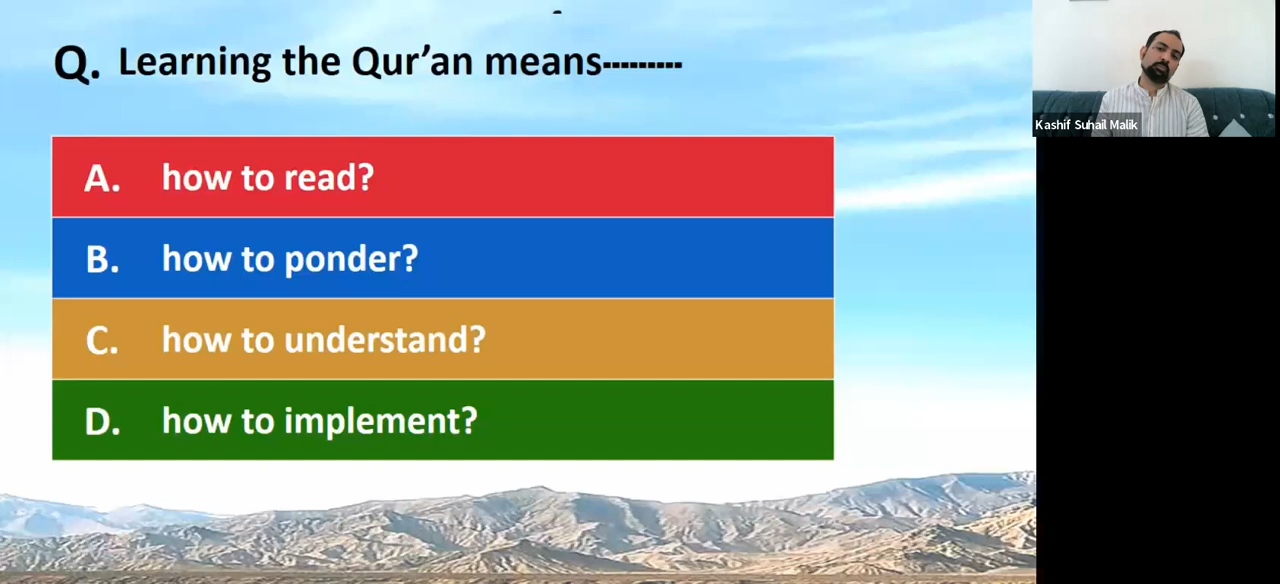 Q. Learning the Qur’an means---------
A. how to read?
B. how to ponder?
C. how to understand?
D. how to implement?
Kashif Suhail Malik